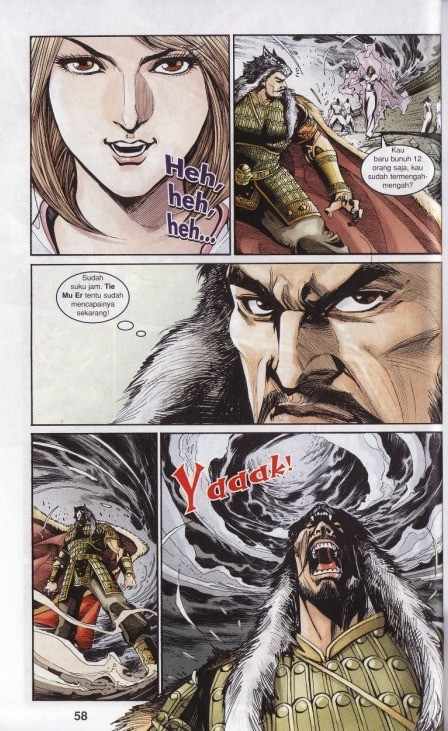 Heh,
heh,
heh...
Kau
baru bunuh 12
orang saja, kau
sudah termengah-
mengah?
Sudah
suku jam. Tie
Mu Er tentu sudah
mencapainya
sekarang!
Yaaak!
58